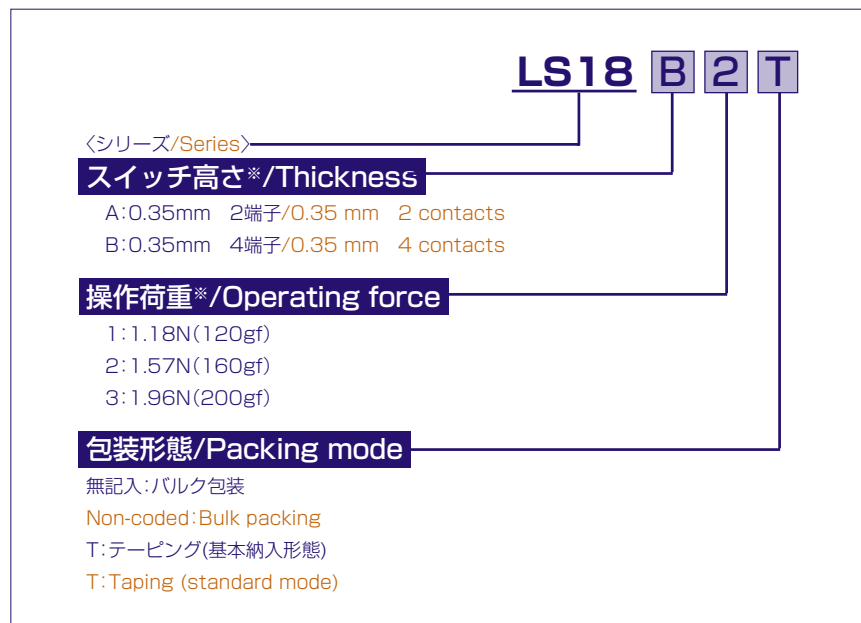 LS18 B 2 T
〈シリーズ/Series〉
スイッチ高さ※/Thickness
A:0.35mm 2端子/0.35 mm 2 contacts
B:0.35mm 4端子/0.35 mm 4 contacts
操作荷重※/Operating force
1:1.18N(120gf)
2:1.57N(160gf)
3:1.96N(200gf)
包装形態/Packing mode
無記入:バルク包装
Non-coded:Bulk packing
T:テーピング(基本納入形態)
T:Taping (standard mode)